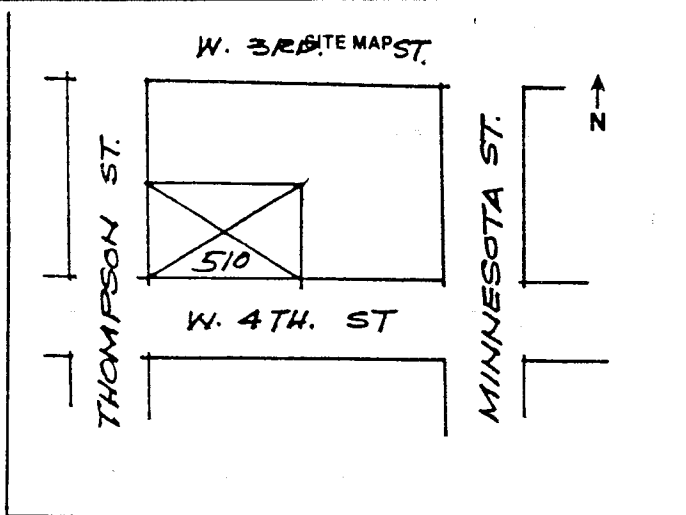 W. 3RD. SITE MAP ST.
N
THOMPSON ST.
MINNESOTA ST.
510
W. 4TH. ST